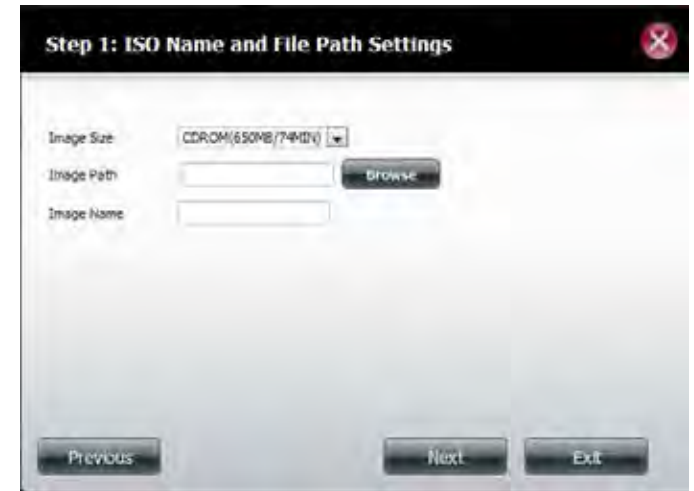 Step 1: ISO Name and File Path Settings
Image Size CDROM(650MB/74MIN)
Image Path Browse
Image Name
Previous Next Exit